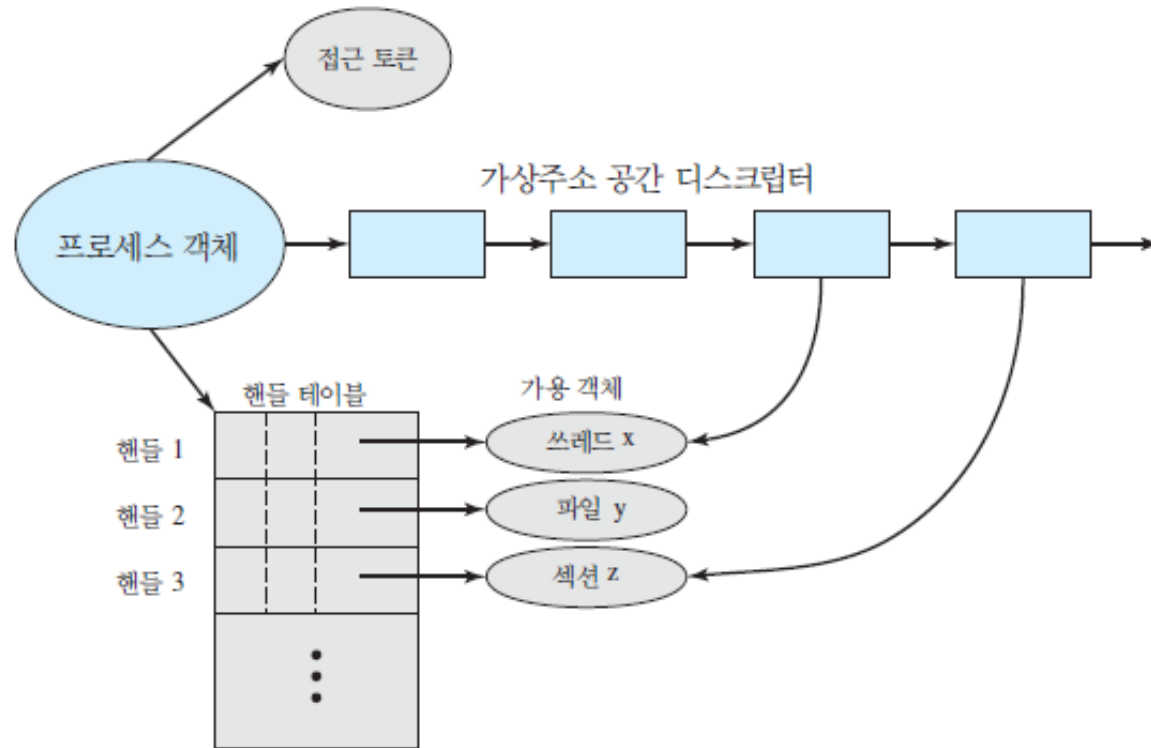 접근 토큰
가상주소 공간 디스크립터
프로세스 객체
핸들 테이블
가용 객체
핸들 1
쓰레드 x
핸들 2
파일 y
핸들 3
섹션 z